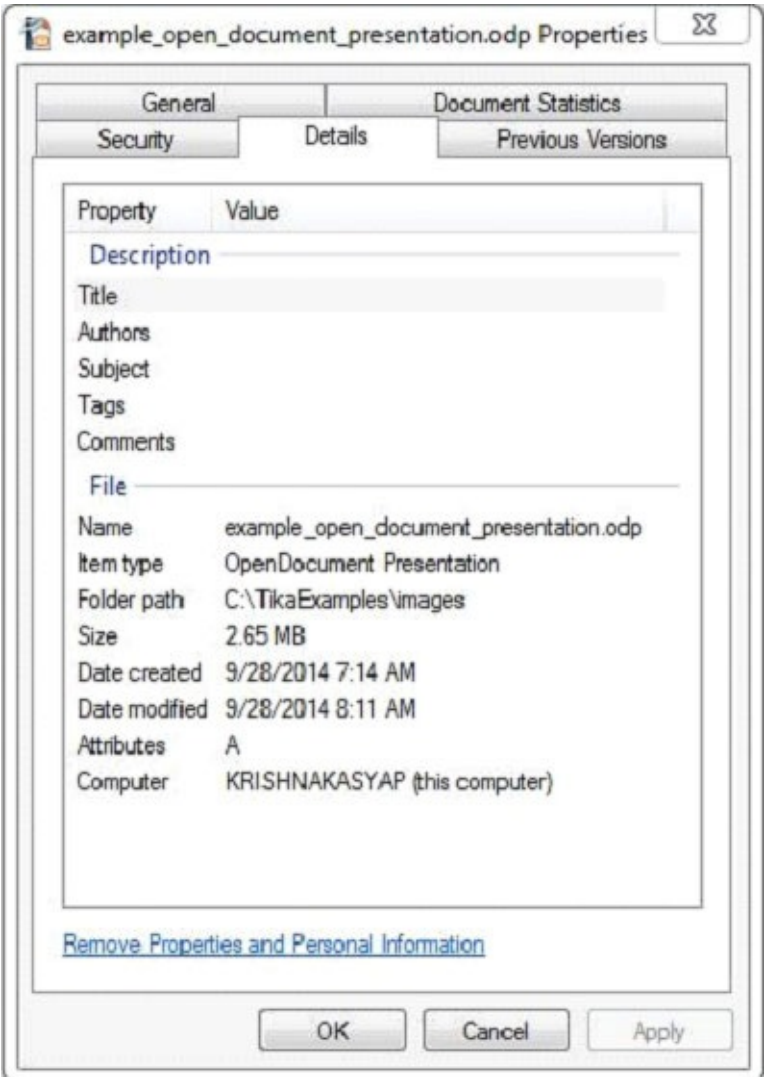 example_open_document_presentation.odp Properties
General Document Statistics
Security Details Previous Versions
Property Value
Description
Title
Authors
Subject
Tags
Comments
File
Name example_open_document_presentation.odp
Item type OpenDocument Presentation
Folder path C:\TikaExamples\images
Size 2.65 MB
Date created 9/28/2014 7:14 AM
Date modified 9/28/2014 8:11 AM
Attributes A
Computer KRISHNAKASYAP (this computer)
Remove Properties and Personal Information
OK Cancel Apply